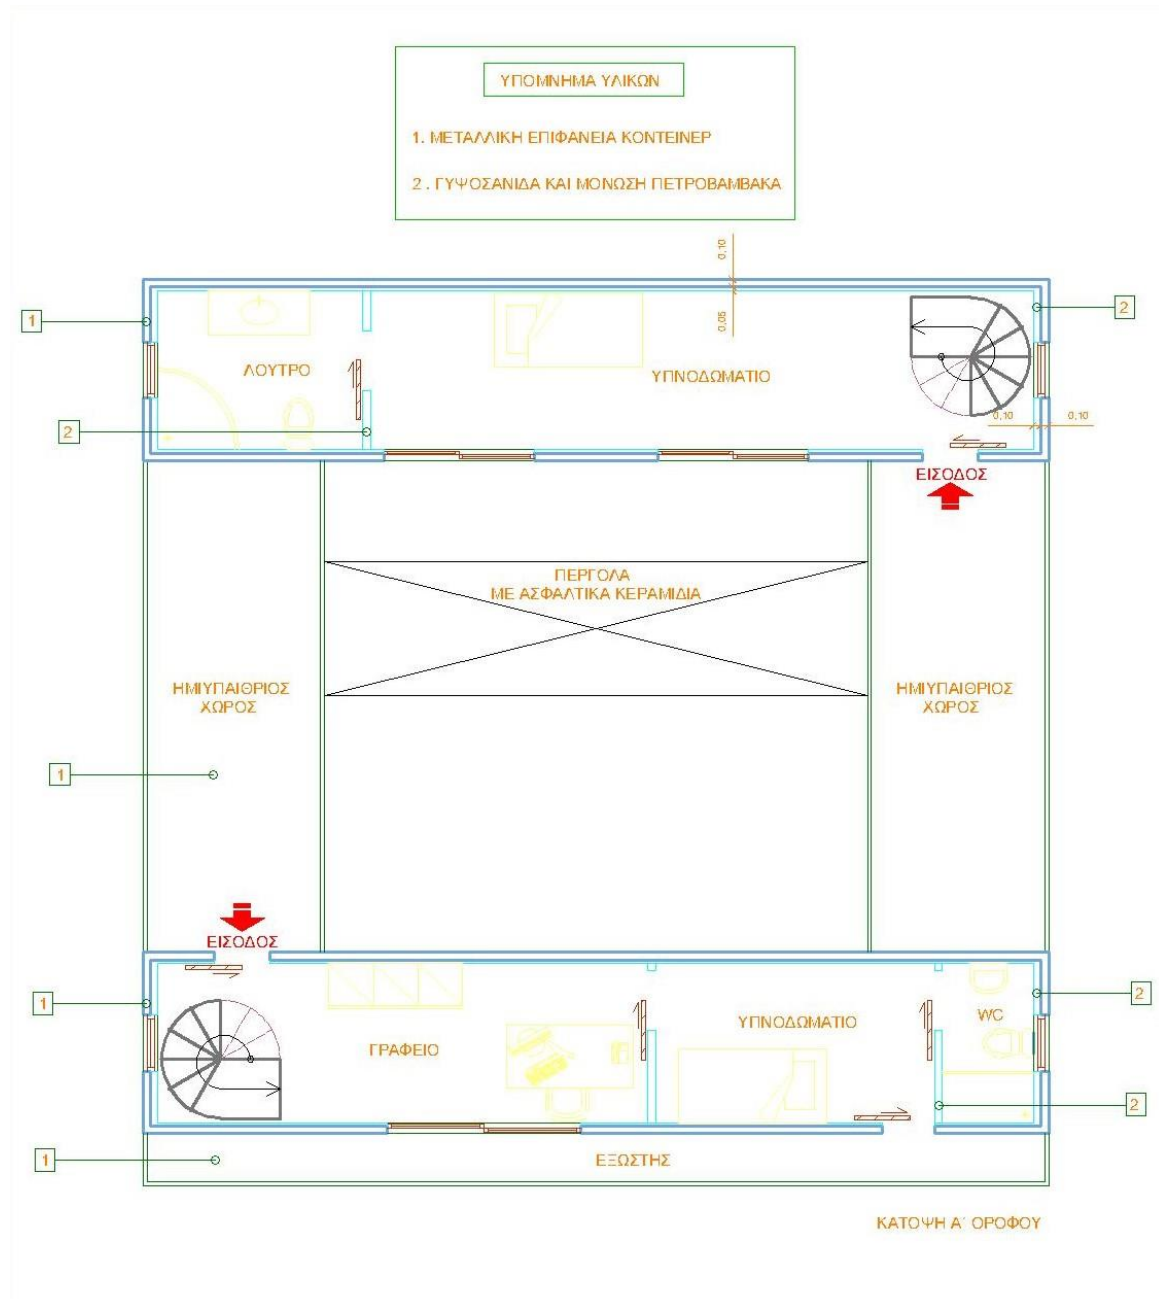 ΥΠΟΜΝΗΜΑ ΥΛΙΚΩΝ
1. ΜΕΤΑΛΛΙΚΗ ΕΠΙΦΑΝΕΙΑ ΚΟΝΤΕΙΝΕΡ
2 . ΓΥΨΟΣΑΝΙΔΑ ΚΑΙ ΜΟΝΩΣΗ ΠΕΤΡΟΒΑΜΒΑΚΑ
0,10
0,05
1
2
ΛΟΥΤΡΟ
ΥΠΝΟΔΩΜΑΤΙΟ
0,10
0,10
2
ΕΙΣΟΔΟΣ
ΠΕΡΓΟΛΑ
ΜΕ ΑΣΦΑΛΤΙΚΑ ΚΕΡΑΜΙΔΙΑ
ΗΜΙΥΠΑΙΘΡΙΟΣ
ΧΩΡΟΣ
ΗΜΙΥΠΑΙΘΡΙΟΣ
ΧΩΡΟΣ
1
ΕΙΣΟΔΟΣ
1
2
ΓΡΑΦΕΙΟ
ΥΠΝΟΔΩΜΑΤΙΟ
WC
2
1
ΕΞΩΣΤΗΣ
ΚΑΤΟΨΗ Α΄ ΟΡΟΦΟΥ